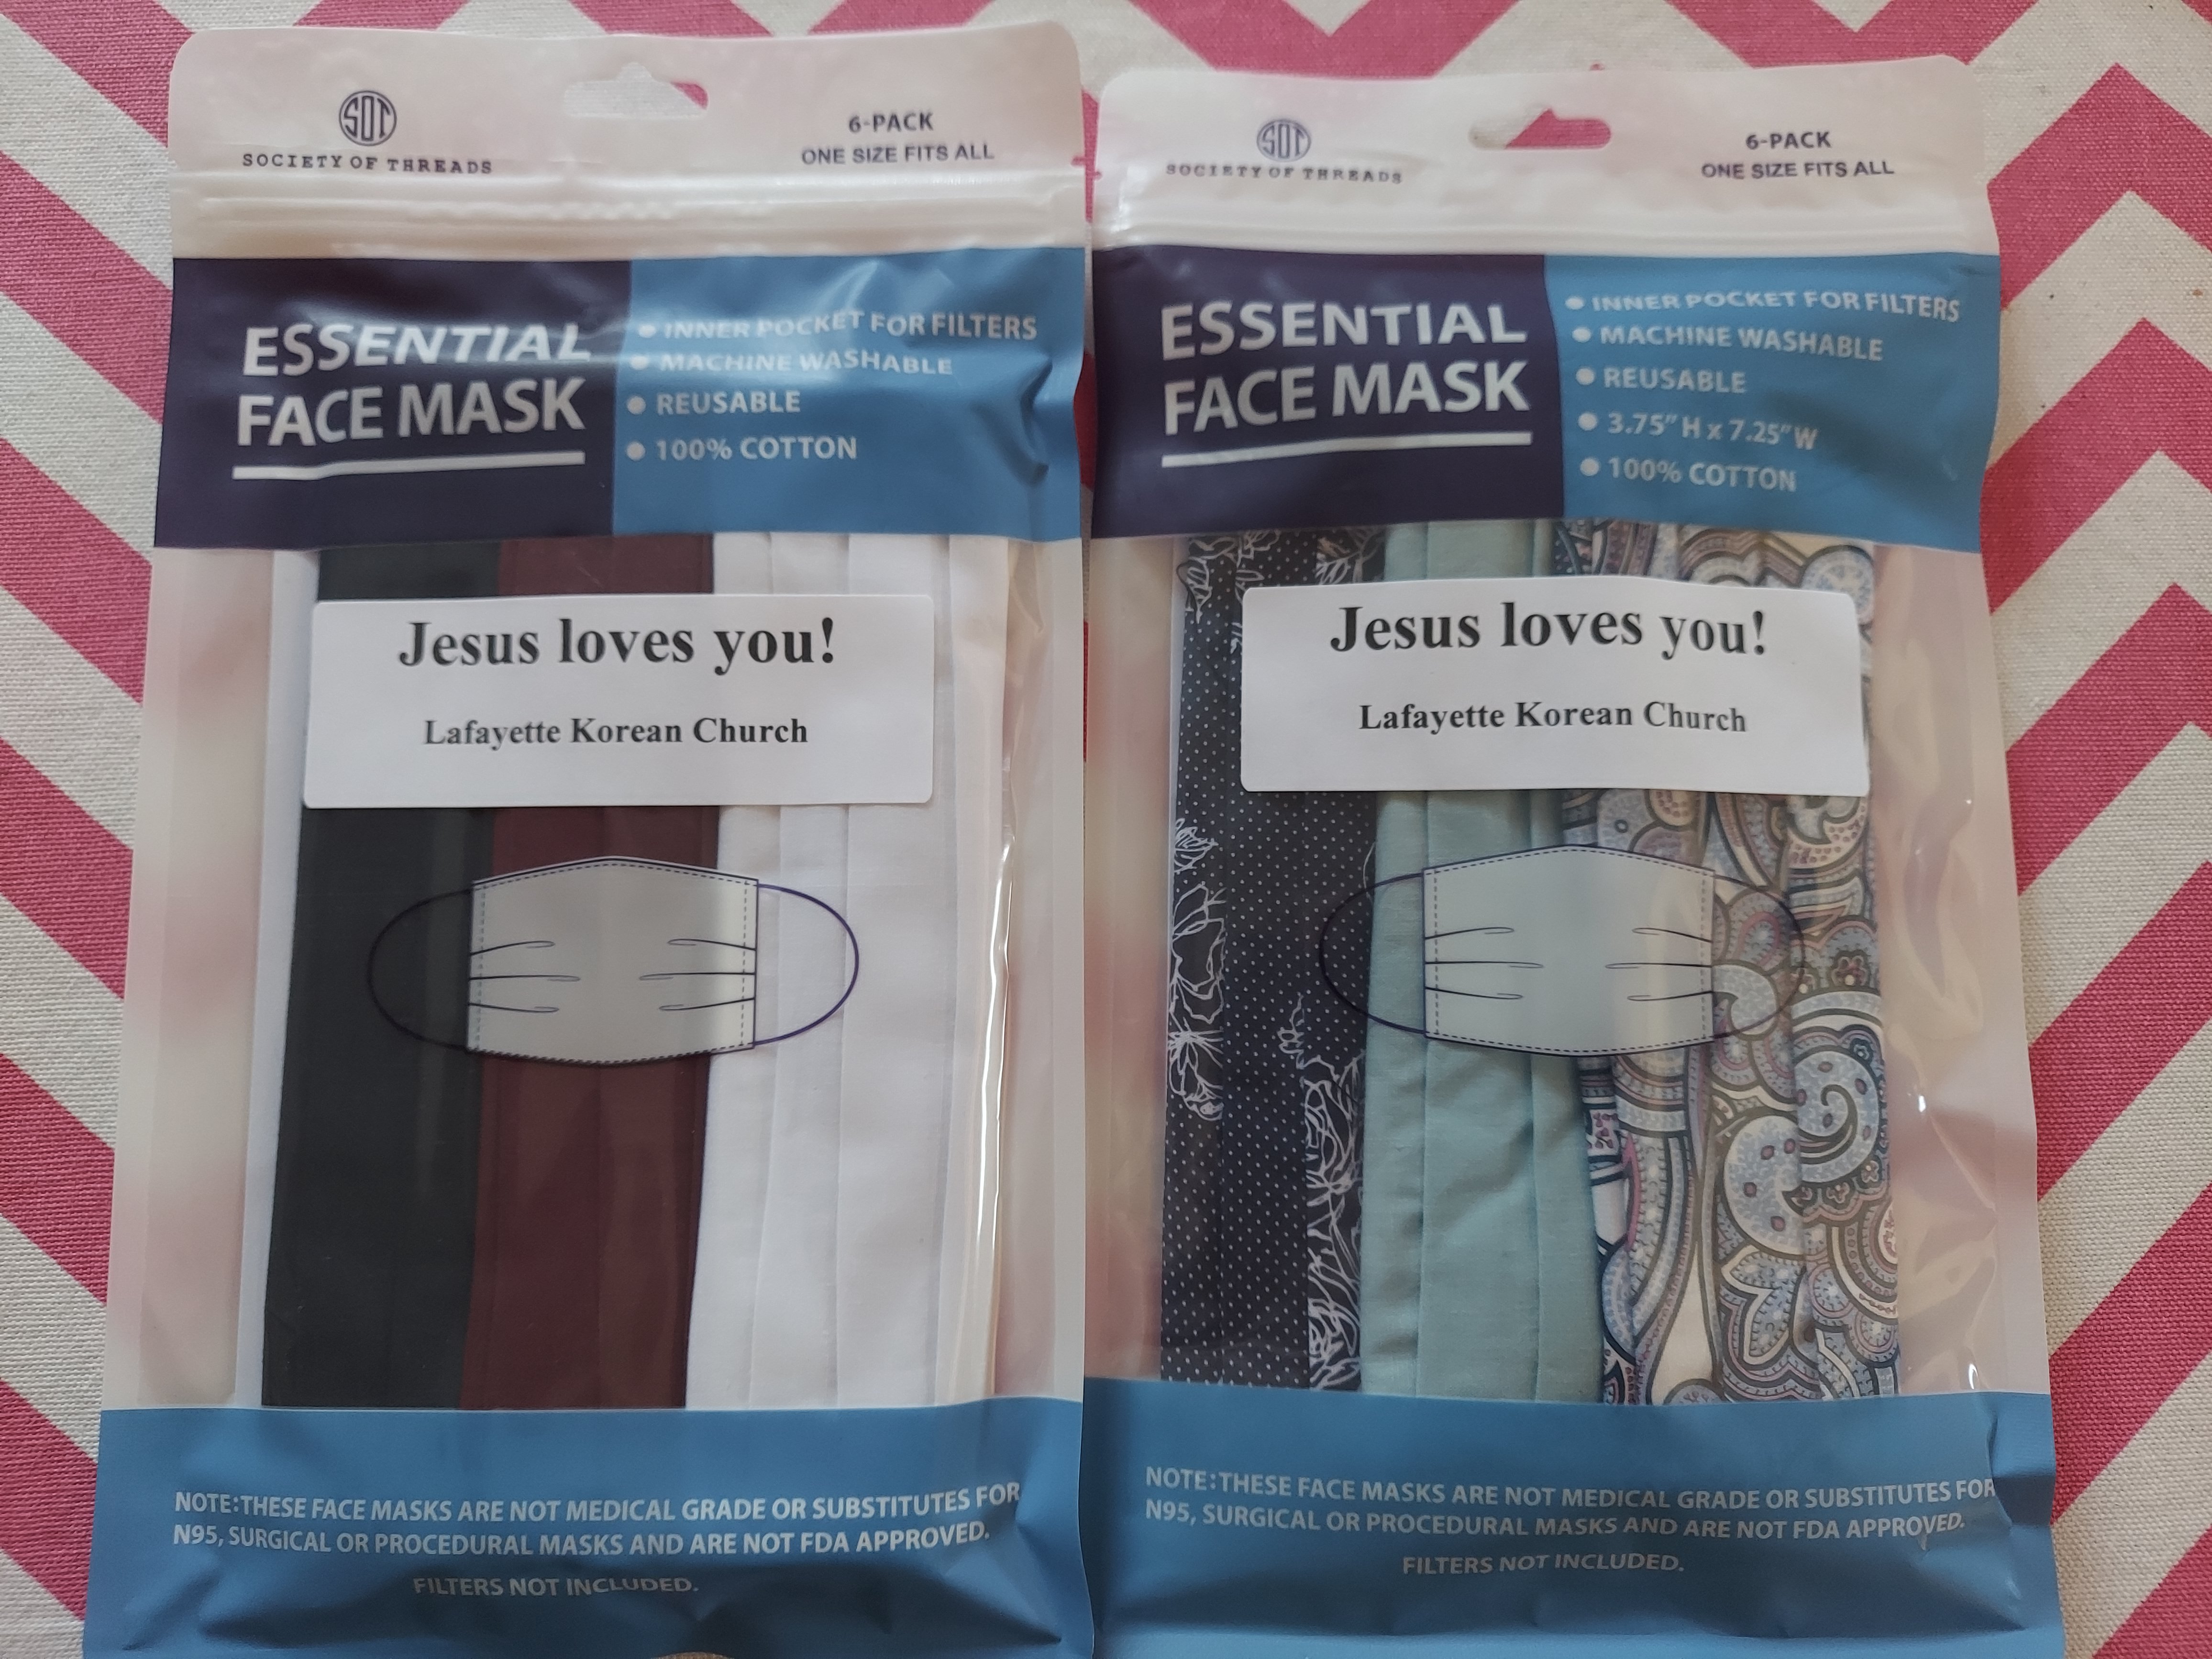 SOT
SOCIETY OF THREADS
6-PACK
ONE SIZE FITS ALL
ESSENTIAL
FACE MASK
• INNER POCKET FOR FILTERS
• MACHINE WASHABLE
• REUSABLE
• 100% COTTON
Jesus loves you!
Lafayette Korean Church
NOTE:THESE FACE MASKS ARE NOT MEDICAL GRADE OR SUBSTITUTES FOR
N95, SURGICAL OR PROCEDURAL MASKS AND ARE NOT FDA APPROVED.
FILTERS NOT INCLUDED.
SOT
SOCIETY OF THREADS
6-PACK
ONE SIZE FITS ALL
ESSENTIAL
FACE MASK
• INNER POCKET FOR FILTERS
• MACHINE WASHABLE
• REUSABLE
• 3.75" H x 7.25" W
• 100% COTTON
Jesus loves you!
Lafayette Korean Church
NOTE:THESE FACE MASKS ARE NOT MEDICAL GRADE OR SUBSTITUTES FOR
N95, SURGICAL OR PROCEDURAL MASKS AND ARE NOT FDA APPROVED.
FILTERS NOT INCLUDED.